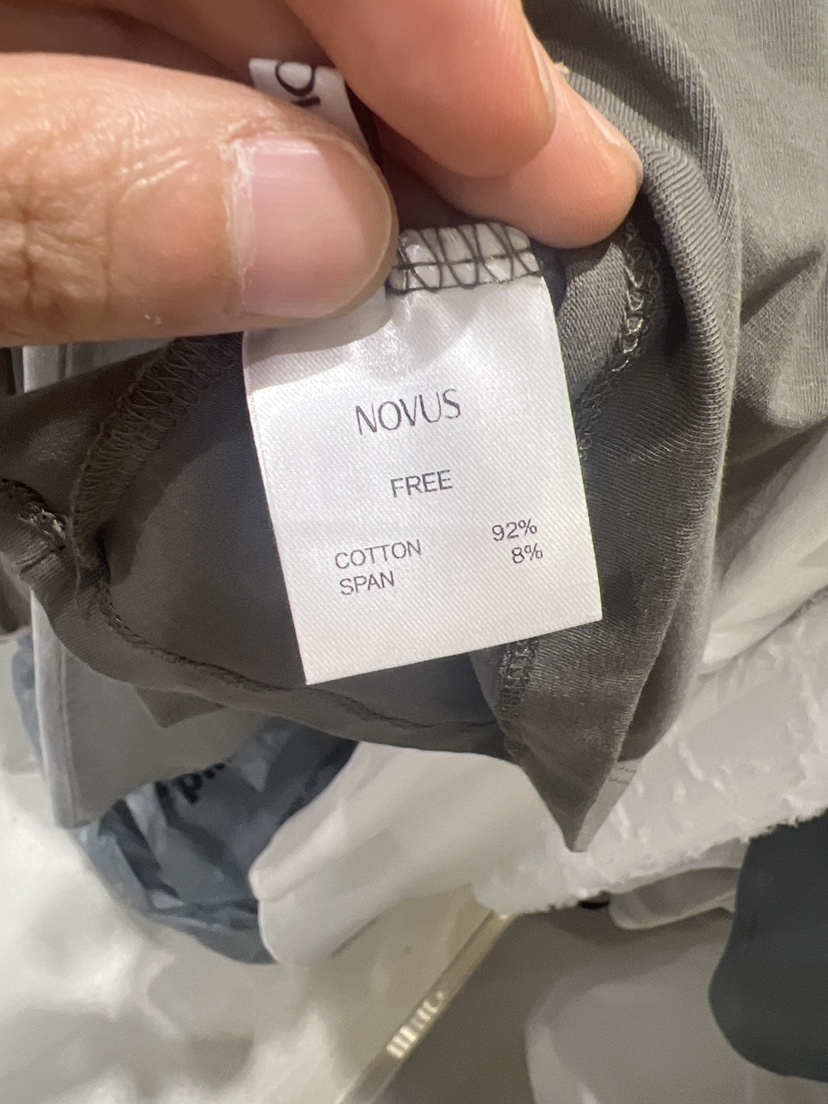 NOVUS
FREE
COTTON 92%
SPAN 8%